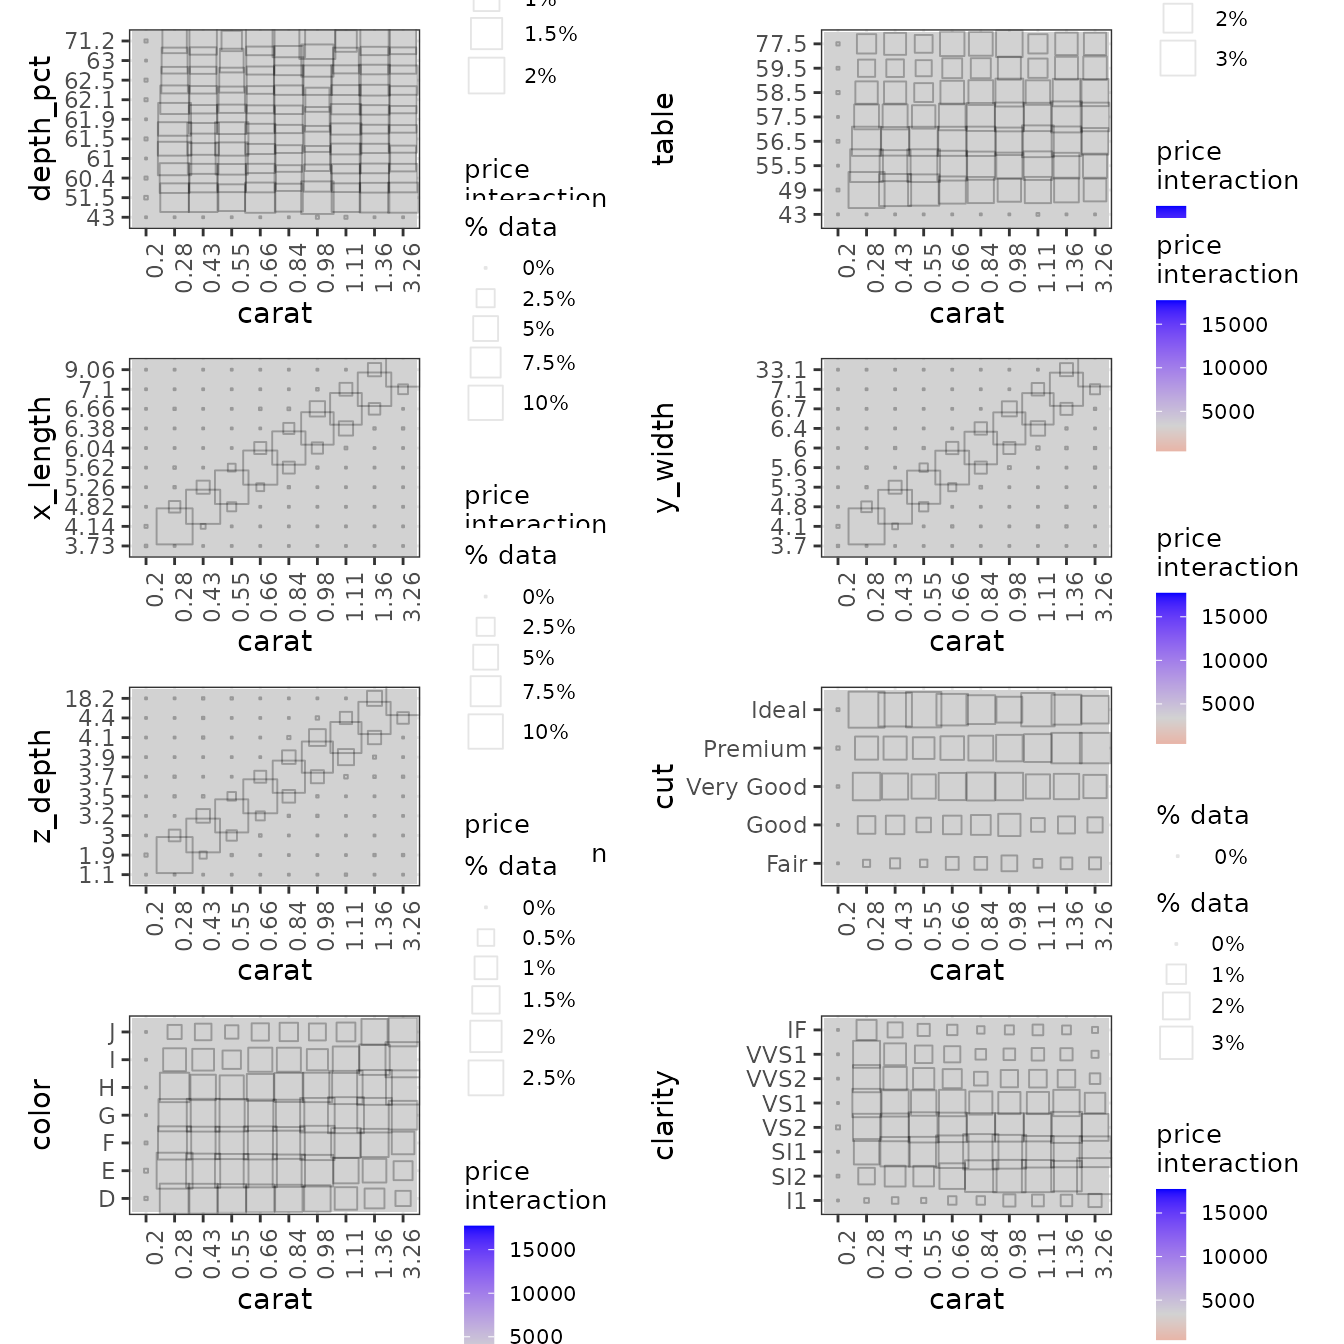 1%
1.5%
2%
71.2
63
62.5
62.1
61.9
61.5
61
60.4
51.5
43
depth_pct
0.2
0.28
0.43
0.55
0.66
0.84
0.98
1.11
1.36
3.26
carat
price
interaction
2%
3%
77.5
59.5
58.5
57.5
56.5
55.5
49
43
table
0.2
0.28
0.43
0.55
0.66
0.84
0.98
1.11
1.36
3.26
carat
price
interaction
% data
0%
2.5%
5%
7.5%
10%
9.06
7.1
6.66
6.38
6.04
5.62
5.26
4.82
4.14
3.73
x_length
0.2
0.28
0.43
0.55
0.66
0.84
0.98
1.11
1.36
3.26
carat
price
interaction
price
interaction
15000
10000
5000
33.1
7.1
6.7
6.4
6
5.6
5.3
4.8
4.1
3.7
y_width
0.2
0.28
0.43
0.55
0.66
0.84
0.98
1.11
1.36
3.26
carat
% data
0%
2.5%
5%
7.5%
10%
18.2
4.4
4.1
3.9
3.7
3.5
3.2
3
1.9
1.1
z_depth
0.2
0.28
0.43
0.55
0.66
0.84
0.98
1.11
1.36
3.26
carat
price
n
price
interaction
15000
10000
5000
Ideal
Premium
Very Good
Good
Fair
cut
0.2
0.28
0.43
0.55
0.66
0.84
0.98
1.11
1.36
3.26
carat
% data
0%
% data
0%
0.5%
1%
1.5%
2%
2.5%
J
I
H
G
F
E
D
color
0.2
0.28
0.43
0.55
0.66
0.84
0.98
1.11
1.36
3.26
carat
price
interaction
15000
10000
5000
% data
0%
1%
2%
3%
IF
VVS1
VVS2
VS1
VS2
SI1
SI2
I1
clarity
0.2
0.28
0.43
0.55
0.66
0.84
0.98
1.11
1.36
3.26
carat
price
interaction
15000
10000
5000